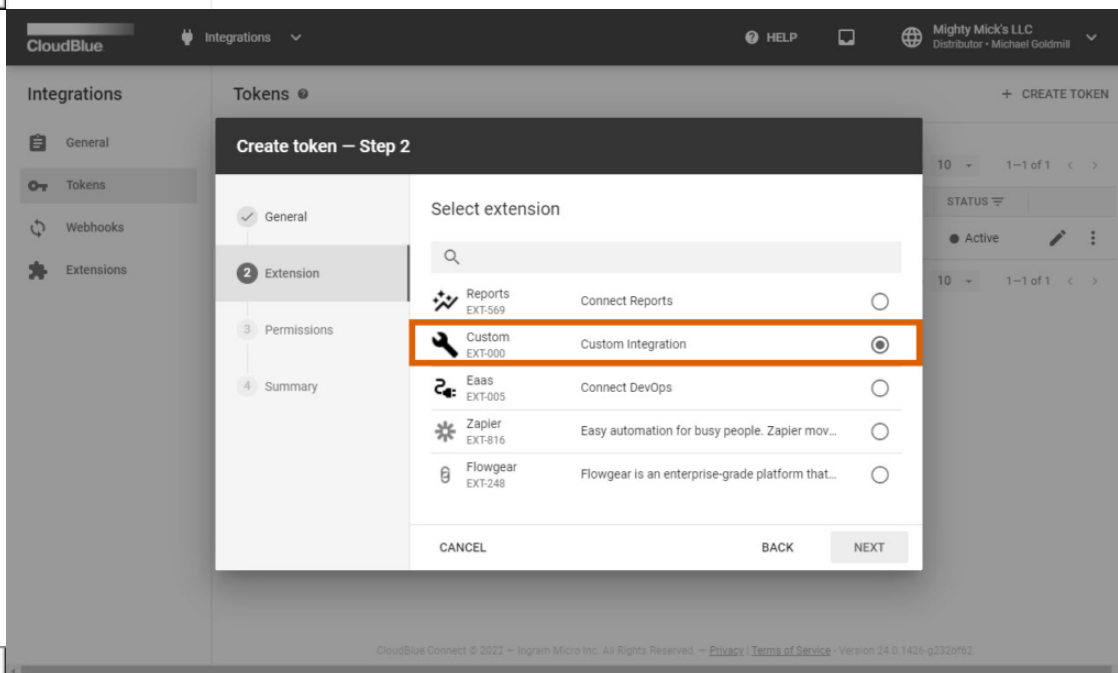 CloudBlue
Integrations
HELP
Mighty Mick's LLC
Distributor • Michael Goldmill
Integrations
General
Tokens
Webhooks
Extensions
Tokens
+ CREATE TOKEN
10
1–1 of 1
STATUS
Active
10
1–1 of 1
Create token — Step 2
General
2 Extension
3 Permissions
4 Summary
Select extension
Reports
EXT-569
Connect Reports
Custom
EXT-000
Custom Integration
Eaas
EXT-005
Connect DevOps
Zapier
EXT-816
Easy automation for busy people. Zapier mov...
Flowgear
EXT-248
Flowgear is an enterprise-grade platform that...
CANCEL
BACK
NEXT
CloudBlue Connect © 2022 — Ingram Micro Inc. All Rights Reserved. — Privacy | Terms of Service - Version 24.0.1426-g232bf62